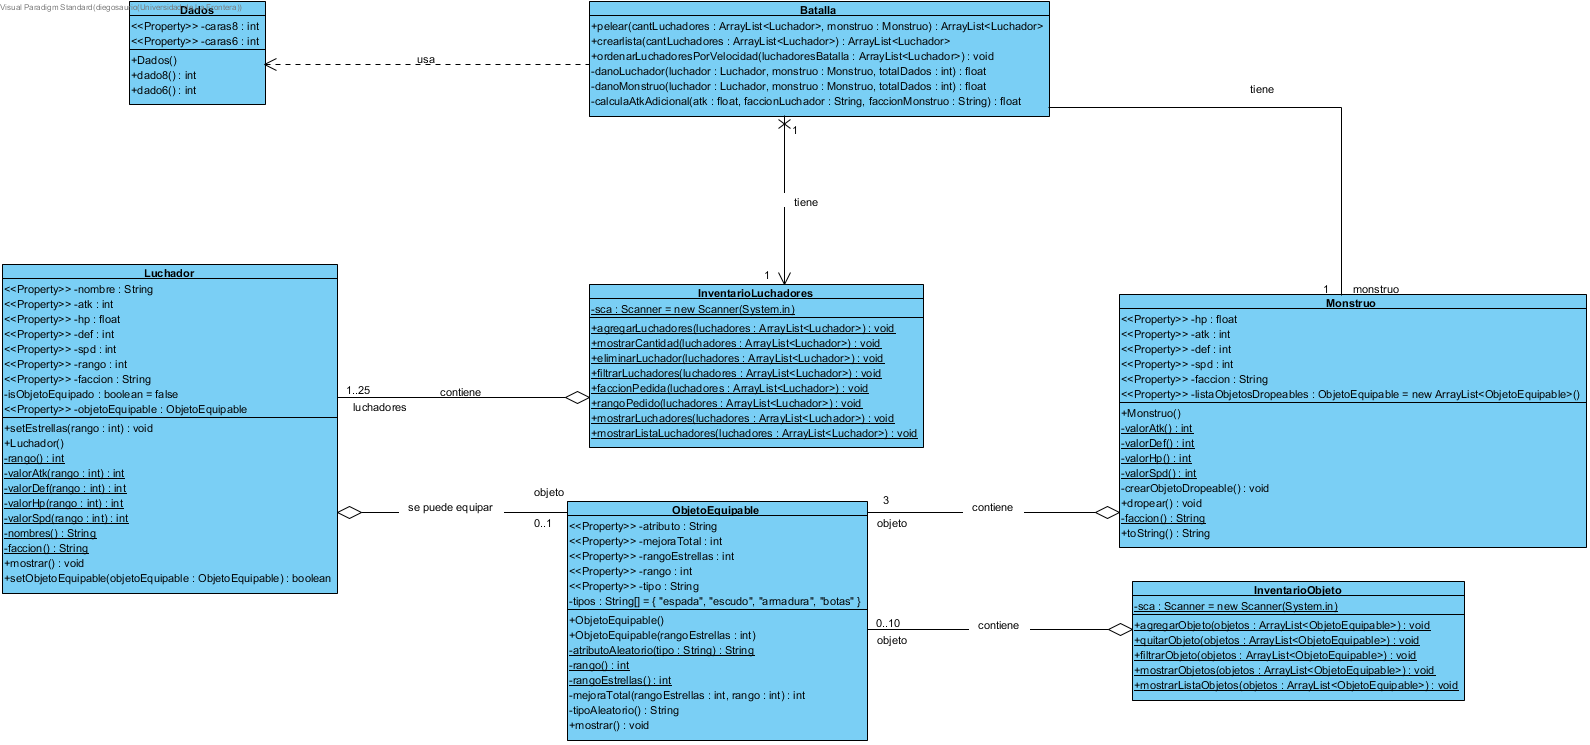 Visual Paradigm Standard(diegosauno(Universidad de La Frontera))
Dados
<<Property>> -caras8 : int
<<Property>> -caras6 : int
+Dados()
+dado8() : int
+dado6() : int
usa
Batalla
+pelear(cantLuchadores : ArrayList<Luchador>, monstruo : Monstruo) : ArrayList<Luchador>
+crearlista(cantLuchadores : ArrayList<Luchador>) : ArrayList<Luchador>
+ordenarLuchadoresPorVelocidad(luchadoresBatalla : ArrayList<Luchador>) : void
-danoLuchador(luchador : Luchador, monstruo : Monstruo, totalDados : int) : float
-danoMonstruo(luchador : Luchador, monstruo : Monstruo, totalDados : int) : float
-calculaAtkAdicional(atk : float, faccionLuchador : String, faccionMonstruo : String) : float
tiene
1
tiene
1
1
monstruo
Luchador
<<Property>> -nombre : String
<<Property>> -atk : int
<<Property>> -hp : float
<<Property>> -def : int
<<Property>> -spd : int
<<Property>> -rango : int
<<Property>> -faccion : String
-isObjetoEquipado : boolean = false
<<Property>> -objetoEquipable : ObjetoEquipable
+setEstrellas(rango : int) : void
+Luchador()
-rango() : int
-valorAtk(rango : int) : int
-valorDef(rango : int) : int
-valorHp(rango : int) : int
-valorSpd(rango : int) : int
-nombres() : String
-faccion() : String
+mostrar() : void
+setObjetoEquipable(objetoEquipable : ObjetoEquipable) : boolean
1..25
luchadores
contiene
InventarioLuchadores
-sca : Scanner = new Scanner(System.in)
+agregarLuchadores(luchadores : ArrayList<Luchador>) : void
+mostrarCantidad(luchadores : ArrayList<Luchador>) : void
+eliminarLuchador(luchadores : ArrayList<Luchador>) : void
+filtrarLuchadores(luchadores : ArrayList<Luchador>) : void
+faccionPedida(luchadores : ArrayList<Luchador>) : void
+rangoPedido(luchadores : ArrayList<Luchador>) : void
+mostrarLuchadores(luchadores : ArrayList<Luchador>) : void
+mostrarListaLuchadores(luchadores : ArrayList<Luchador>) : void
Monstruo
<<Property>> -hp : float
<<Property>> -atk : int
<<Property>> -def : int
<<Property>> -spd : int
<<Property>> -faccion : String
<<Property>> -listaObjetosDropeables : ObjetoEquipable = new ArrayList<ObjetoEquipable>()
+Monstruo()
-valorAtk() : int
-valorDef() : int
-valorHp() : int
-valorSpd() : int
-crearObjetoDropeable() : void
+dropear() : void
-faccion() : String
+toString() : String
se puede equipar
objeto
0..1
ObjetoEquipable
<<Property>> -atributo : String
<<Property>> -mejoraTotal : int
<<Property>> -rangoEstrellas : int
<<Property>> -rango : int
<<Property>> -tipo : String
-tipos : String[] = { "espada", "escudo", "armadura", "botas" }
+ObjetoEquipable()
+ObjetoEquipable(rangoEstrellas : int)
-atributoAleatorio(tipo : String) : String
-rango() : int
-rangoEstrellas() : int
-mejoraTotal(rangoEstrellas : int, rango : int) : int
-tipoAleatorio() : String
+mostrar() : void
3
objeto
contiene
0..10
objeto
contiene
InventarioObjeto
-sca : Scanner = new Scanner(System.in)
+agregarObjeto(objetos : ArrayList<ObjetoEquipable>) : void
+quitarObjeto(objetos : ArrayList<ObjetoEquipable>) : void
+filtrarObjeto(objetos : ArrayList<ObjetoEquipable>) : void
+mostrarObjetos(objetos : ArrayList<ObjetoEquipable>) : void
+mostrarListaObjetos(objetos : ArrayList<ObjetoEquipable>) : void